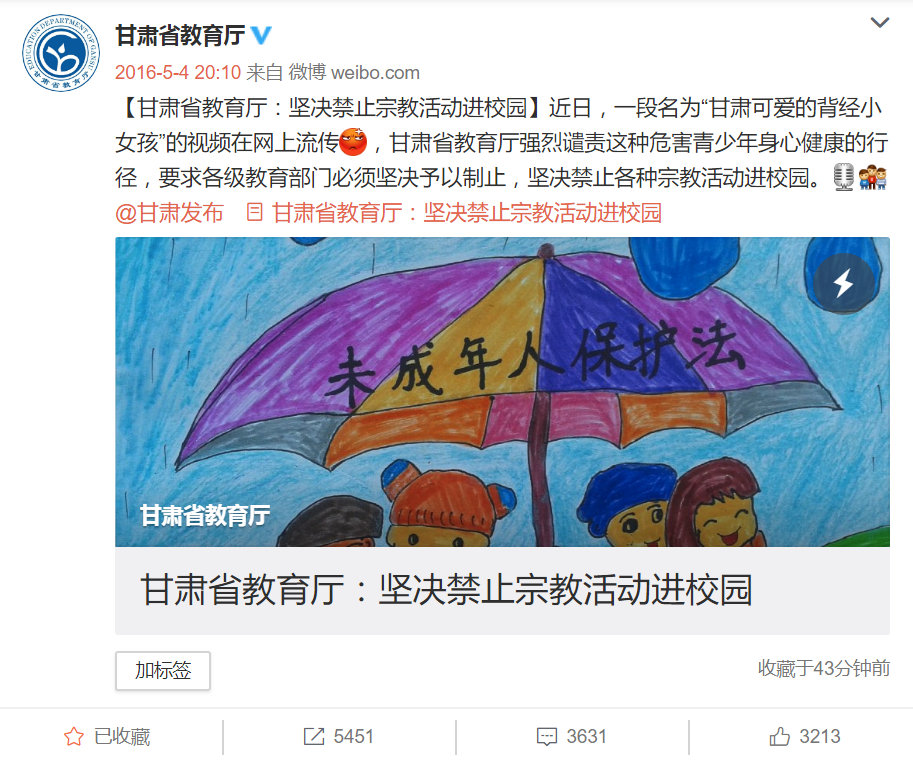 甘肃省教育厅
2016-5-4 20:10 来自 微博 weibo.com
【甘肃省教育厅：坚决禁止宗教活动进校园】近日，一段名为“甘肃可爱的背经小
女孩”的视频在网上流传，甘肃省教育厅强烈谴责这种危害青少年身心健康的行
径，要求各级教育部门必须坚决予以制止，坚决禁止各种宗教活动进校园。
@甘肃发布 甘肃省教育厅：坚决禁止宗教活动进校园
未成年人保护法
甘肃省教育厅
甘肃省教育厅：坚决禁止宗教活动进校园
加标签
收藏于43分钟前
已收藏 5451 3631 3213
EDUCATION DEPARTMENT OF GANSU
甘肃省教育厅